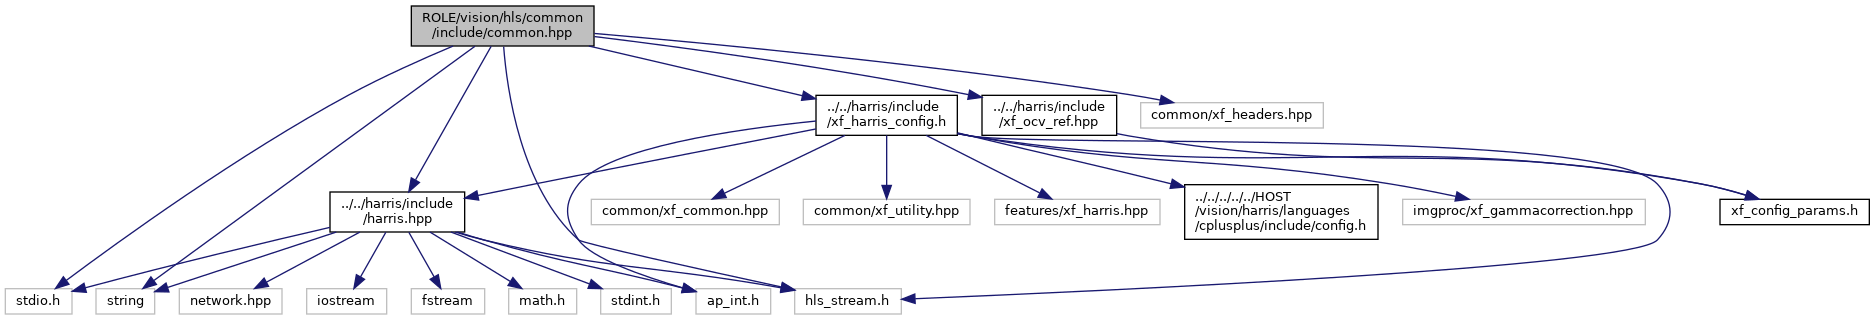 ROLE/vision/hls/common
/include/common.hpp
../../harris/include
/xf_harris_config.h
../../harris/include
/xf_ocv_ref.hpp
common/xf_headers.hpp
../../harris/include
/harris.hpp
common/xf_common.hpp
common/xf_utility.hpp
features/xf_harris.hpp
../../../../../HOST
/vision/harris/languages
/cplusplus/include/config.h
imgproc/xf_gammacorrection.hpp
xf_config_params.h
stdio.h
string
network.hpp
iostream
fstream
math.h
stdint.h
ap_int.h
hls_stream.h